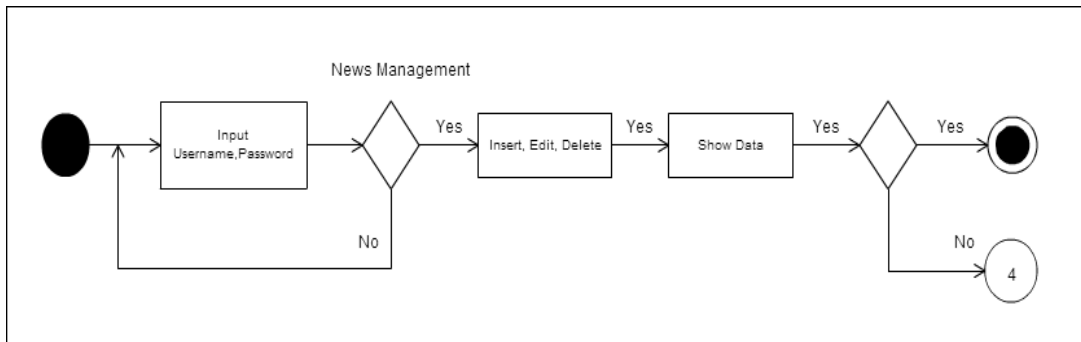 News Management
Input
Username,Password
Yes
Insert, Edit, Delete
Yes
Show Data
Yes
Yes
No
No
4